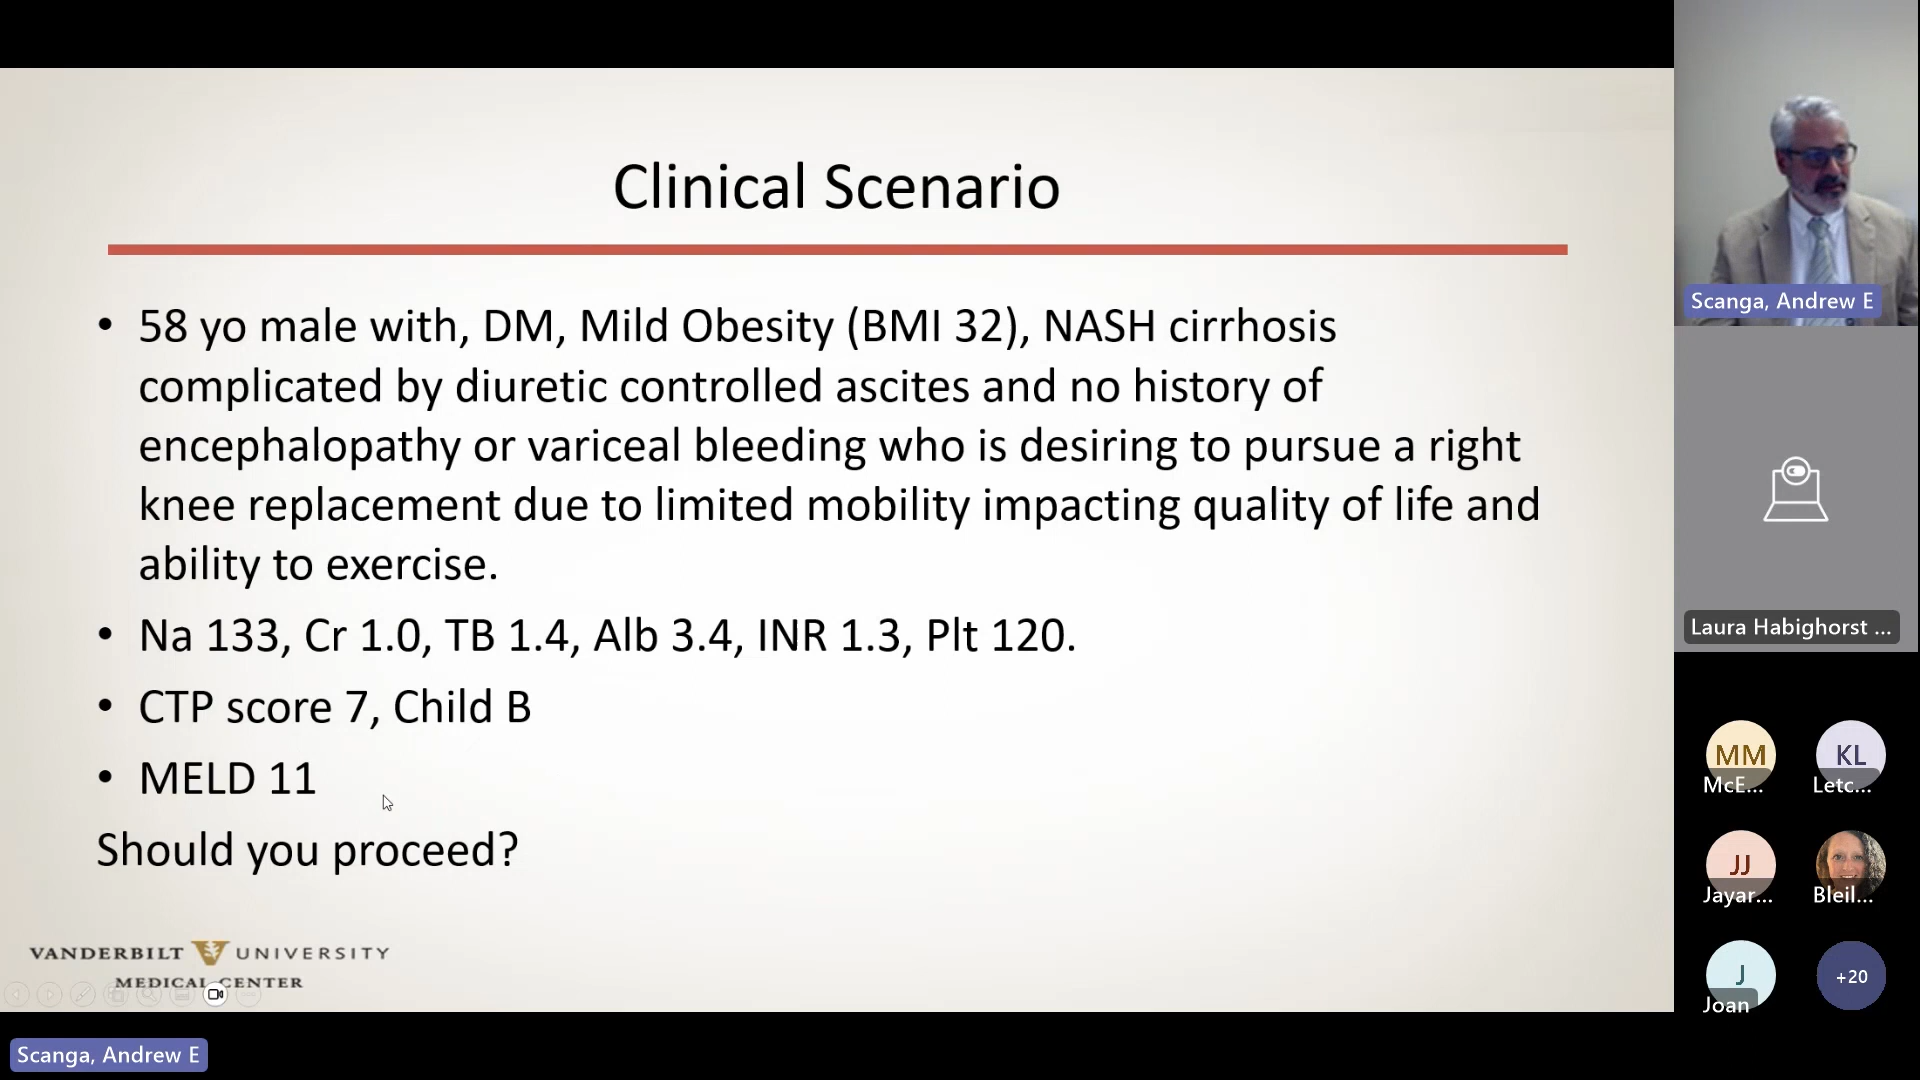 Clinical Scenario
• 58 yo male with, DM, Mild Obesity (BMI 32), NASH cirrhosis
complicated by diuretic controlled ascites and no history of
encephalopathy or variceal bleeding who is desiring to pursue a right
knee replacement due to limited mobility impacting quality of life and
ability to exercise.
• Na 133, Cr 1.0, TB 1.4, Alb 3.4, INR 1.3, Plt 120.
• CTP score 7, Child B
• MELD 11
Should you proceed?
VANDERBILT UNIVERSITY
MEDICAL CENTER
Scanga, Andrew E
Scanga, Andrew E
Laura Habighorst ...
MM
McE...
KL
Letc...
JJ
Jayar...
Bleil...
J
Joan
+20